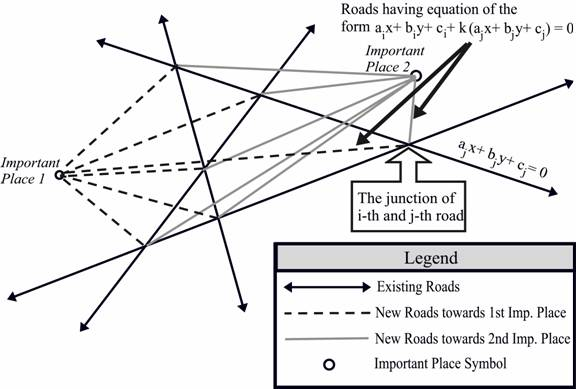 Roads having equation of the
form aᵢx+ bᵢy+ cᵢ+ k(aⱼx+ bⱼy+ cⱼ) = 0
Important
Place 2
Important
Place 1
aⱼx+ bⱼy+ cⱼ= 0
The junction of
i-th and j-th road
Legend
Existing Roads
New Roads towards 1st Imp. Place
New Roads towards 2nd Imp. Place
Important Place Symbol